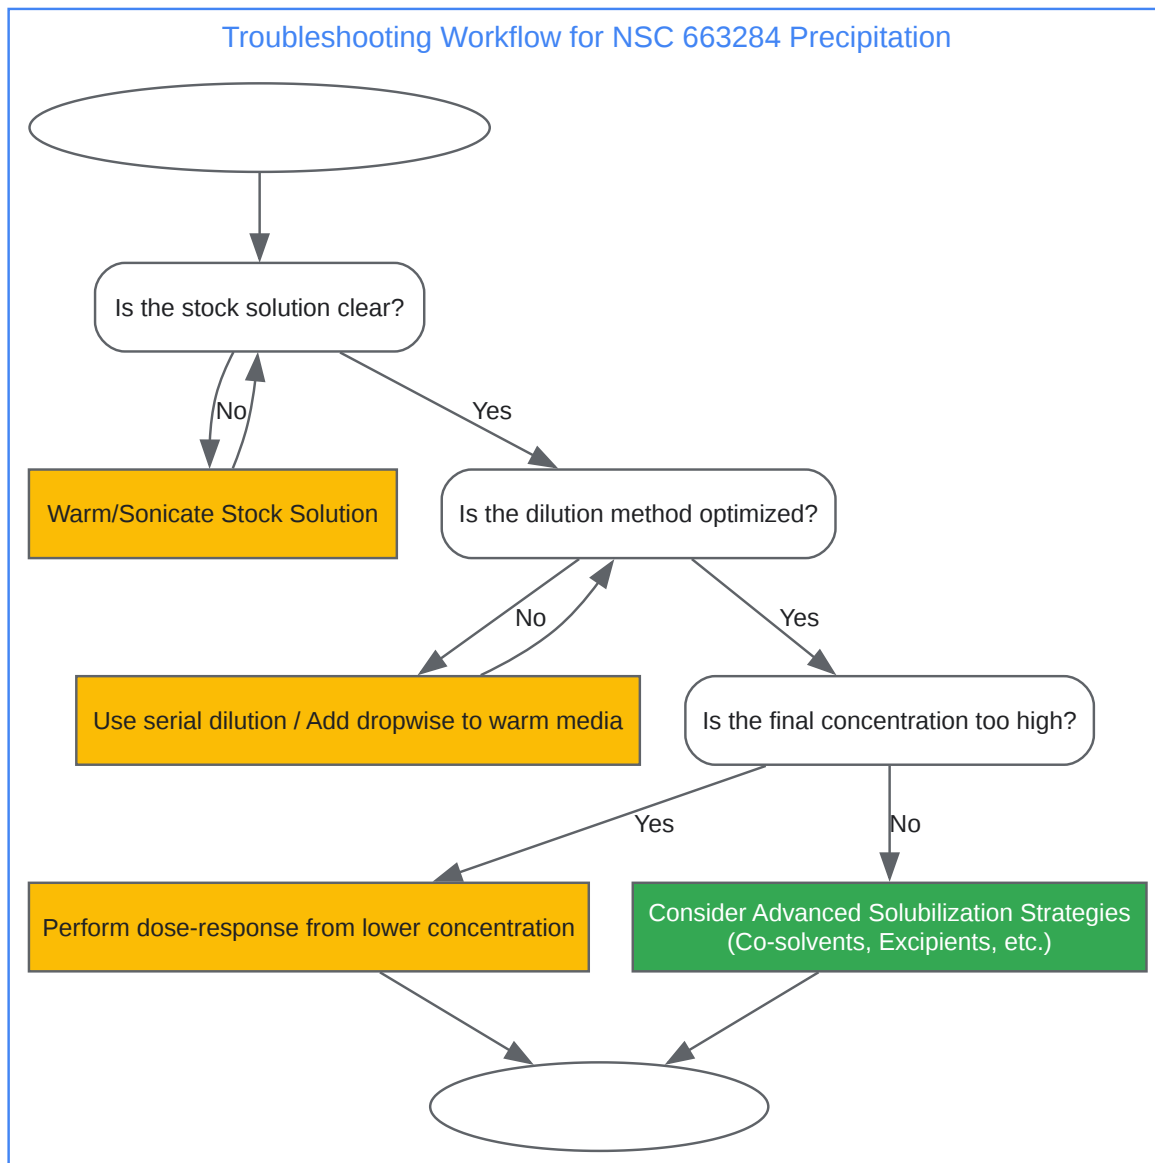 Troubleshooting Workflow for NSC 663284 Precipitation
Is the stock solution clear?
No
Yes
Warm/Sonicate Stock Solution
Is the dilution method optimized?
No
Yes
Use serial dilution / Add dropwise to warm media
Is the final concentration too high?
Yes
No
Perform dose-response from lower concentration
Consider Advanced Solubilization Strategies
(Co-solvents, Excipients, etc.)